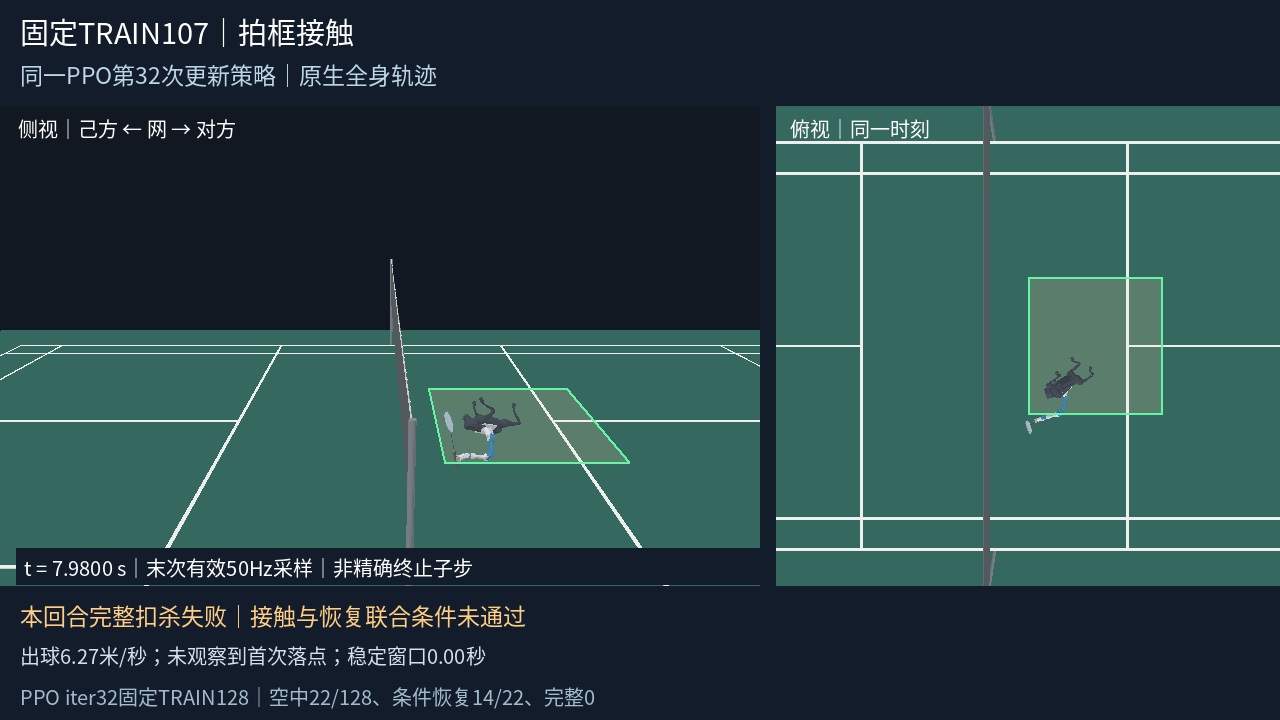 固定TRAIN107｜拍框接触
同一PPO第32次更新策略｜原生全身轨迹
侧视｜己方 ← 网 → 对方
俯视｜同一时刻
t = 7.9800 s｜末次有效50Hz采样｜非精确终止子步
本回合完整扣杀失败｜接触与恢复联合条件未通过
出球6.27米/秒；未观察到首次落点；稳定窗口0.00秒
PPO iter32固定TRAIN128｜空中22/128、条件恢复14/22、完整0